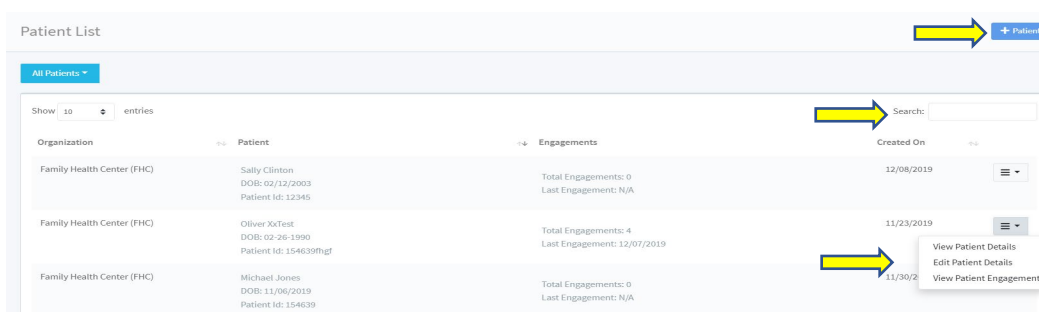 Patient List
+ Patient
All Patients
Show 10 entries
Search:
Organization Patient Engagements Created On
Family Health Center (FHC) Sally Clinton 12/08/2019
DOB: 02/12/2003 Total Engagements: 0
Patient Id: 12345 Last Engagement: N/A
Family Health Center (FHC) Oliver XxTest 11/23/2019
DOB: 02-26-1990 Total Engagements: 4
Patient Id: 154639fhgf Last Engagement: 12/07/2019
View Patient Details
Edit Patient Details
Family Health Center (FHC) Michael Jones 11/30/2 View Patient Engagement
DOB: 11/06/2019 Total Engagements: 0
Patient Id: 154639 Last Engagement: N/A